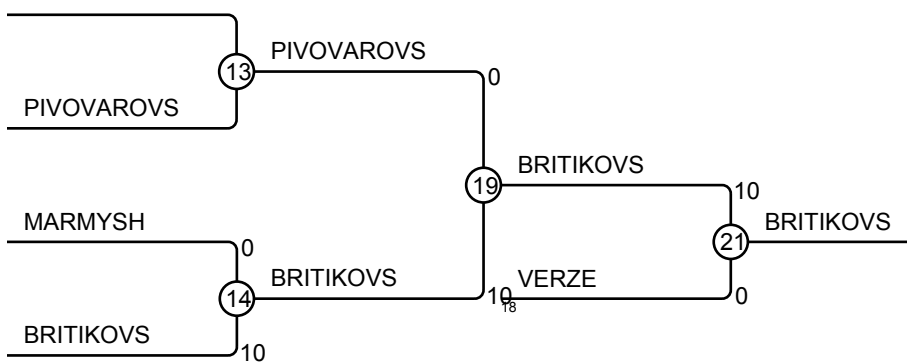 PIVOVAROVS
0
13
PIVOVAROVS
BRITIKOVS
10
19
MARMYSH
0
BRITIKOVS
21
BRITIKOVS
VERZE
14
10
18
0
BRITIKOVS
10